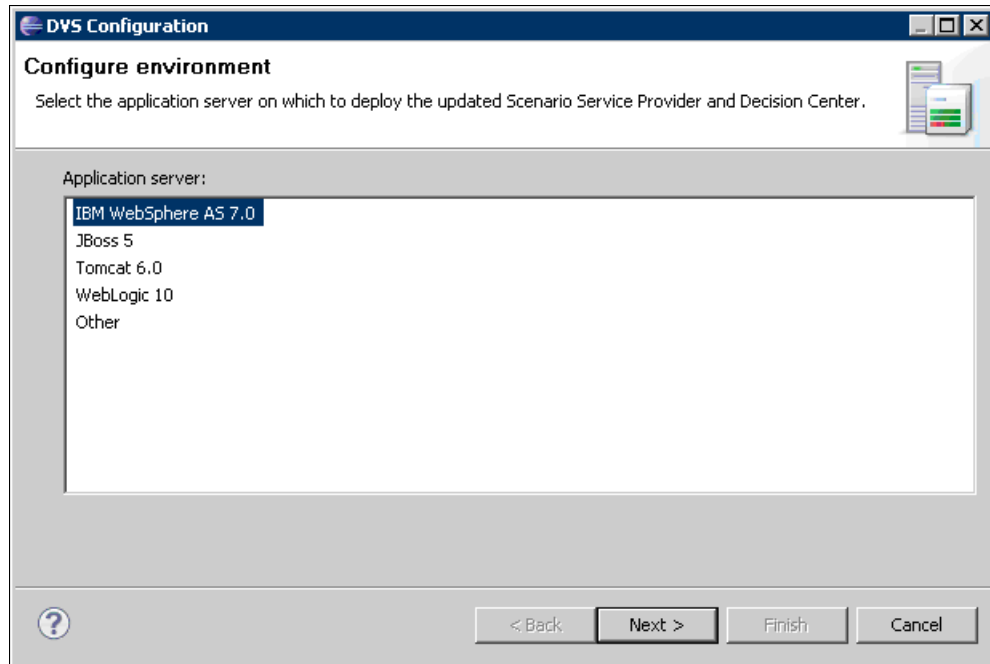 DVS Configuration
Configure environment
Select the application server on which to deploy the updated Scenario Service Provider and Decision Center.
Application server:
IBM WebSphere AS 7.0
JBoss 5
Tomcat 6.0
WebLogic 10
Other
?
< Back
Next >
Finish
Cancel